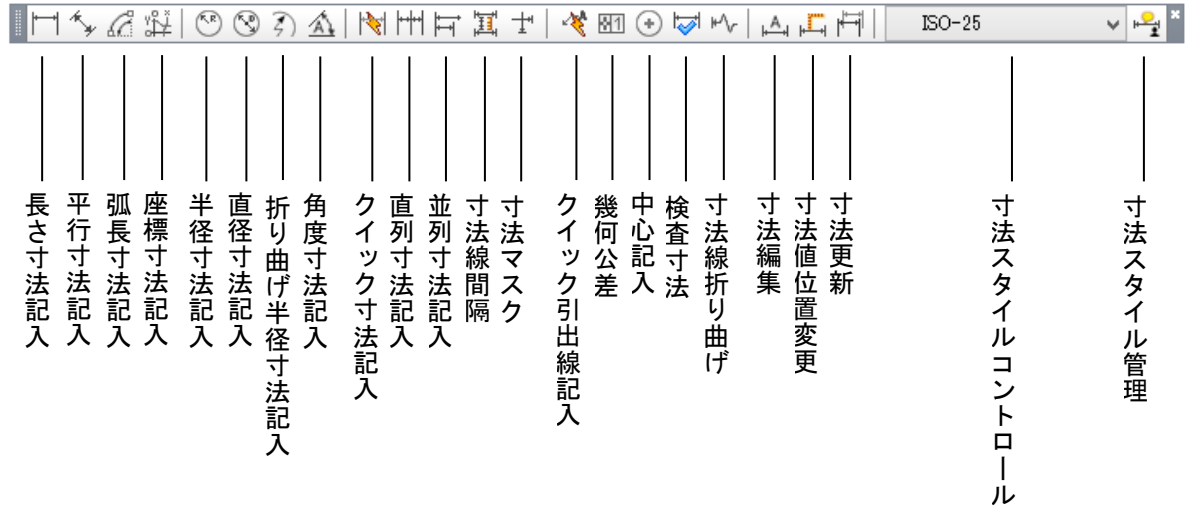 ISO-25
長さ寸法記入
平行寸法記入
弧長寸法記入
座標寸法記入
半径寸法記入
直径寸法記入
折り曲げ半径寸法記入
角度寸法記入
クイック寸法記入
直列寸法記入
並列寸法記入
寸法線間隔
寸法マスク
クイック引出線記入
幾何公差
中心記入
検査寸法
寸法線折り曲げ
寸法編集
寸法値位置変更
寸法更新
寸法スタイルコントロール
寸法スタイル管理